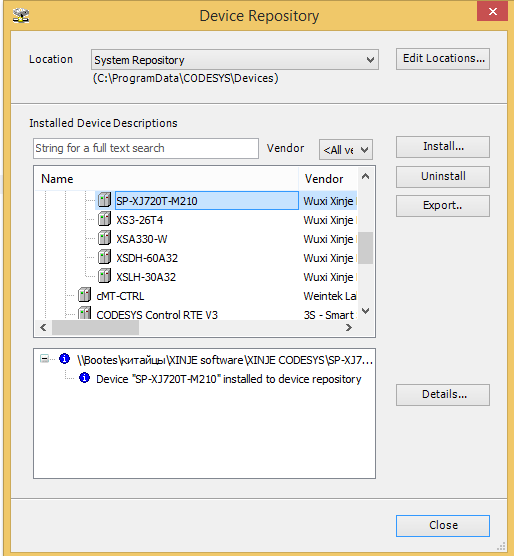 Device Repository
Location
System Repository
Edit Locations...
(C:\ProgramData\CODESYS\Devices)
Installed Device Descriptions
String for a full text search
Vendor
<All ve
Install...
Name
Vendor
Uninstall
SP-XJ720T-M210
Wuxi Xinje
Export..
XS3-26T4
Wuxi Xinje
XSA330-W
Wuxi Xinje
XSDH-60A32
Wuxi Xinje
XSLH-30A32
Wuxi Xinje
cMT-CTRL
Weintek La
CODESYS Control RTE V3
3S - Smart
\\Bootes\китайцы\XINJE software\XINJE CODESYS\SP-XJ7...
Device "SP-XJ720T-M210" installed to device repository
Details...
Close